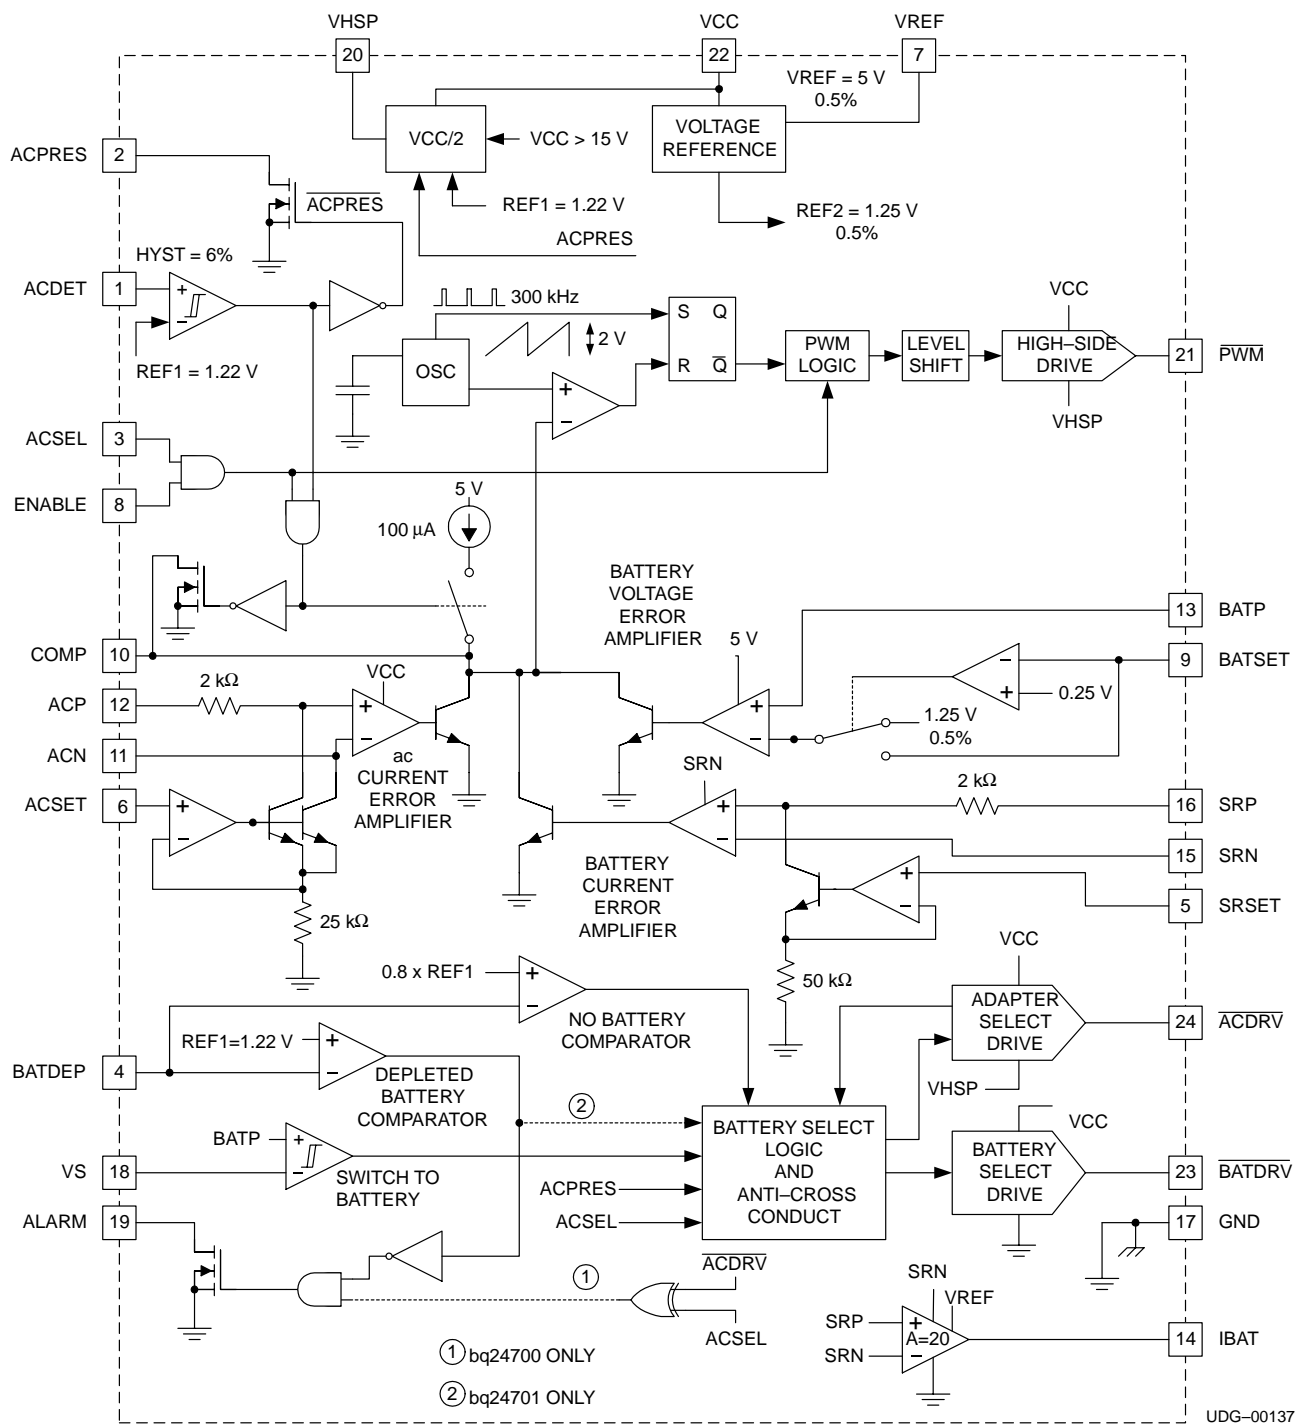 VHSP
VCC
VREF
20
22
7
VREF = 5 V
0.5%
VCC/2
VCC > 15 V
VOLTAGE
REFERENCE
ACPRES
2
ACPRES
REF1 = 1.22 V
REF2 = 1.25 V
0.5%
ACPRES
HYST = 6%
ACDET
1
+
−
REF1 = 1.22 V
300 kHz
2 V
OSC
S Q
R Q
+
−
VCC
PWM
LOGIC
LEVEL
SHIFT
HIGH–SIDE
DRIVE
VHSP
21
PWM
ACSEL
3
ENABLE
8
5 V
100 µA
BATTERY
VOLTAGE
ERROR
AMPLIFIER
5 V
13
BATP
COMP
10
9
BATSET
−
+
0.25 V
1.25 V
0.5%
+
−
ACP
12
2 kΩ
VCC
+
−
ACN
11
ac
CURRENT
ERROR
AMPLIFIER
SRN
2 kΩ
ACSET
6
+
−
+
−
16
SRP
15
SRN
BATTERY
CURRENT
ERROR
AMPLIFIER
+
−
5
SRSET
25 kΩ
50 kΩ
0.8 x REF1
+
−
NO BATTERY
COMPARATOR
VCC
ADAPTER
SELECT
DRIVE
24
ACDRV
VHSP
REF1=1.22 V
+
−
BATDEP
4
DEPLETED
BATTERY
COMPARATOR
2
BATTERY SELECT
LOGIC
AND
ANTI–CROSS
CONDUCT
VCC
BATTERY
SELECT
DRIVE
23
BATDRV
BATP
+
−
VS
18
SWITCH TO
BATTERY
ACPRES
ACSEL
ALARM
19
17
GND
1
ACDRV
ACSEL
SRN
VREF
SRP
+
A=20
SRN
−
14
IBAT
1 bq24700 ONLY
2 bq24701 ONLY
UDG–00137